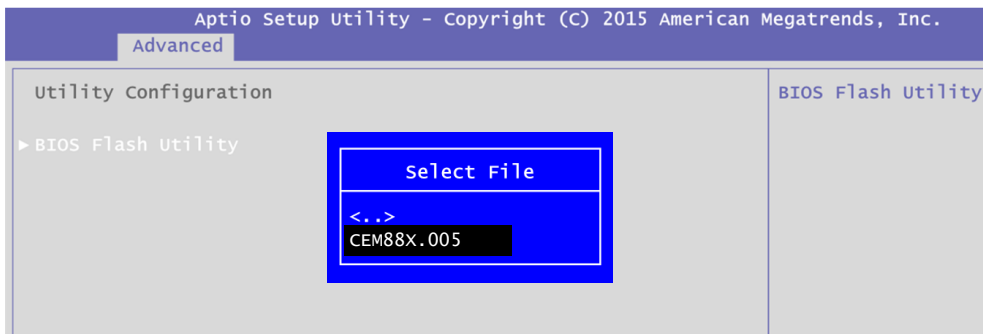 Aptio Setup Utility - Copyright (C) 2015 American Megatrends, Inc.
Advanced
Utility Configuration
BIOS Flash Utility
►BIOS Flash Utility
Select File
<..>
CEM88X.005